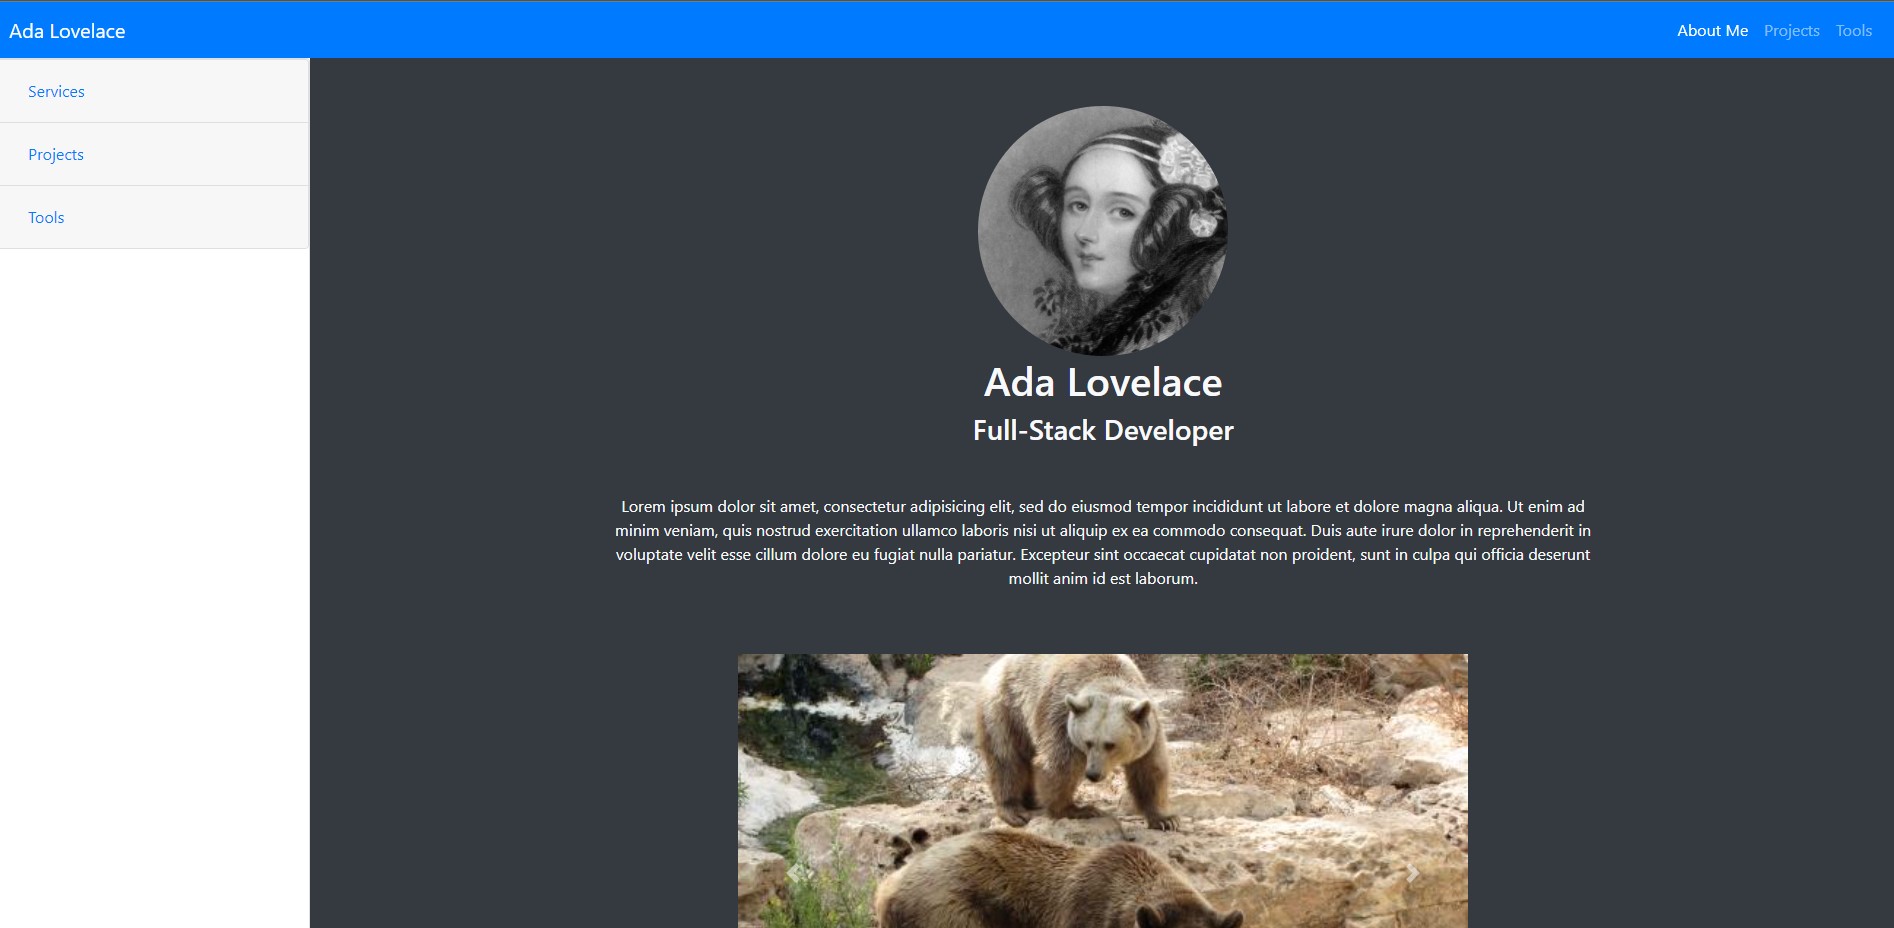 Ada Lovelace
About Me Projects Tools
Services
Projects
Tools
Ada Lovelace
Full-Stack Developer
Lorem ipsum dolor sit amet, consectetur adipisicing elit, sed do eiusmod tempor incididunt ut labore et dolore magna aliqua. Ut enim ad
minim veniam, quis nostrud exercitation ullamco laboris nisi ut aliquip ex ea commodo consequat. Duis aute irure dolor in reprehenderit in
voluptate velit esse cillum dolore eu fugiat nulla pariatur. Excepteur sint occaecat cupidatat non proident, sunt in culpa qui officia deserunt
mollit anim id est laborum.